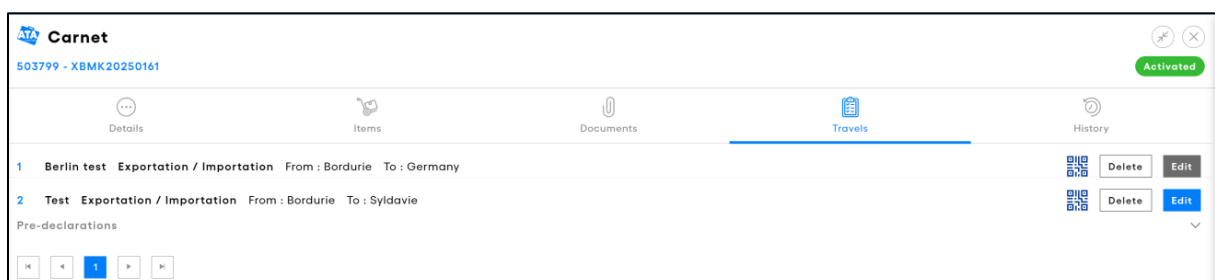 ATA Carnet
503799 - XBMK20250161
Activated
Details Items Documents Travels History
1 Berlin test Exportation / Importation From : Bordurie To : Germany Delete Edit
2 Test Exportation / Importation From : Bordurie To : Syldavie Delete Edit
Pre-declarations
1